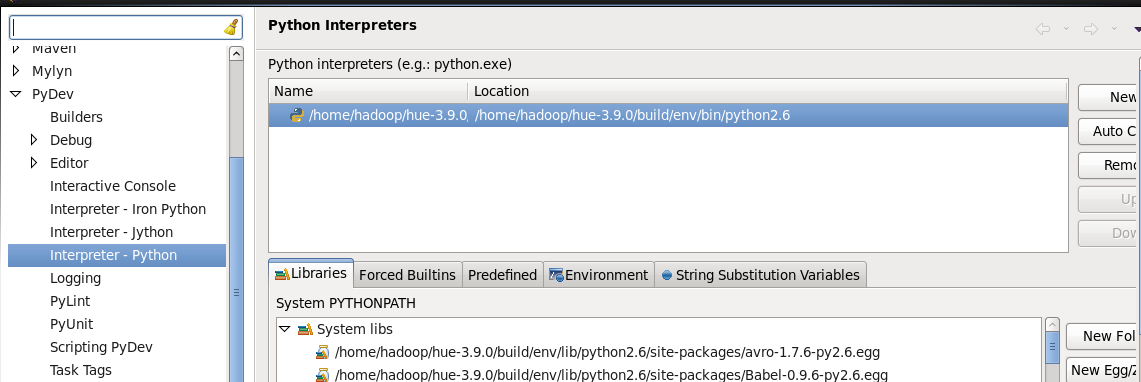 Maven
Mylyn
PyDev
Builders
Debug
Editor
Interactive Console
Interpreter - Iron Python
Interpreter - Jython
Interpreter - Python
Logging
PyLint
PyUnit
Scripting PyDev
Task Tags
Python Interpreters
Python interpreters (e.g.: python.exe)
Name Location
/home/hadoop/hue-3.9.0, /home/hadoop/hue-3.9.0/build/env/bin/python2.6
New
Auto C
Remo
Up
Dow
Libraries Forced Builtins Predefined Environment String Substitution Variables
System PYTHONPATH
System libs
/home/hadoop/hue-3.9.0/build/env/lib/python2.6/site-packages/avro-1.7.6-py2.6.egg
/home/hadoop/hue-3.9.0/build/env/lib/python2.6/site-packages/Babel-0.9.6-py2.6.egg
New Fol
New Egg/Z